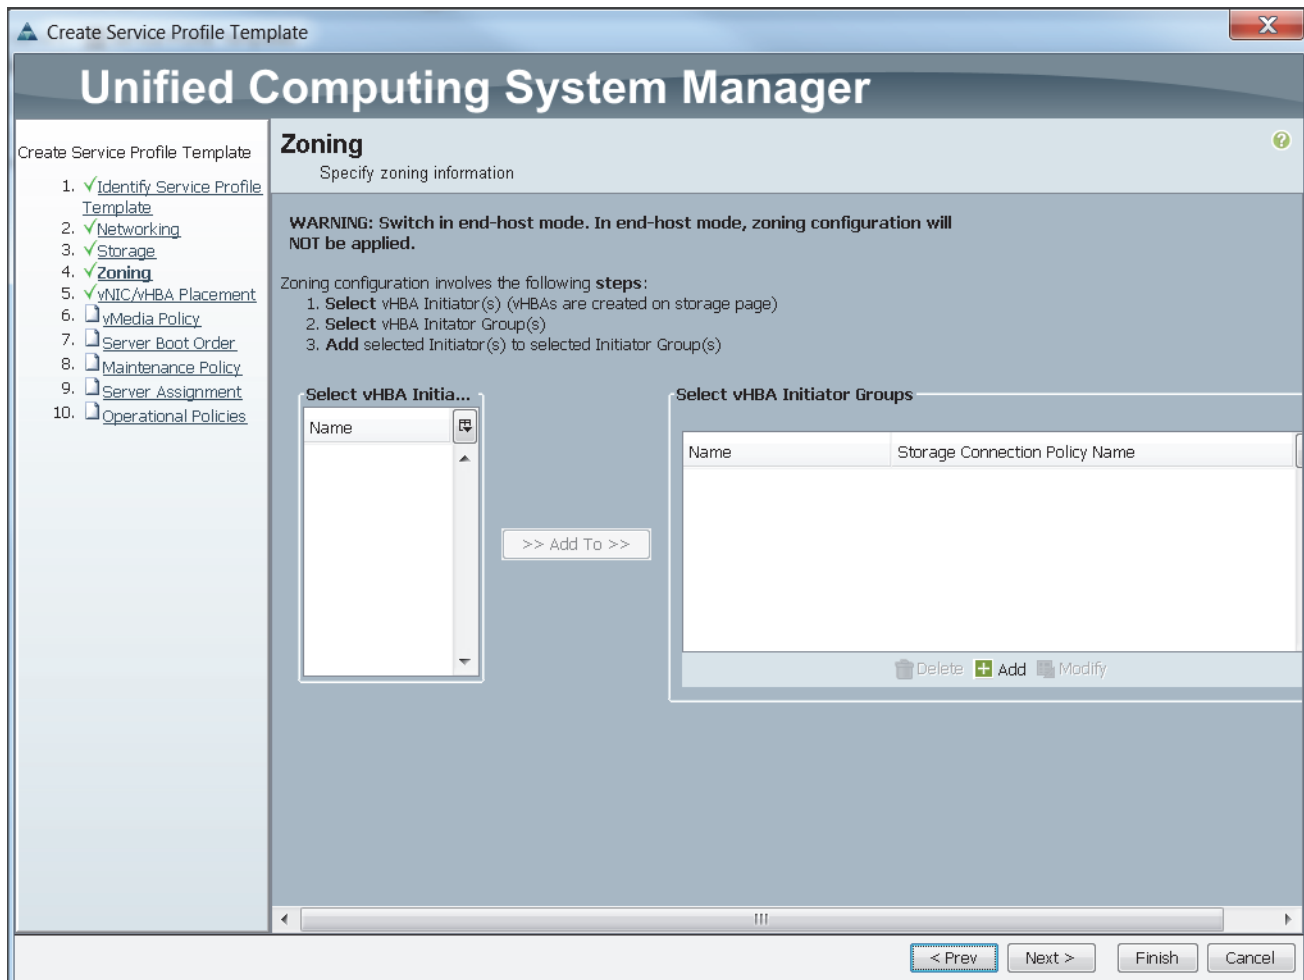 Create Service Profile Template
Unified Computing System Manager
Create Service Profile Template
1. Identify Service Profile
Template
2. Networking
3. Storage
4. Zoning
5. vNIC/vHBA Placement
6. vMedia Policy
7. Server Boot Order
8. Maintenance Policy
9. Server Assignment
10. Operational Policies
Zoning
Specify zoning information
WARNING: Switch in end-host mode. In end-host mode, zoning configuration will
NOT be applied.
Zoning configuration involves the following steps:
1. Select vHBA Initiator(s) (vHBAs are created on storage page)
2. Select vHBA Initator Group(s)
3. Add selected Initiator(s) to selected Initiator Group(s)
Select vHBA Initia...
Name
>> Add To >>
Select vHBA Initiator Groups
Name Storage Connection Policy Name
Delete Add Modify
< Prev Next > Finish Cancel